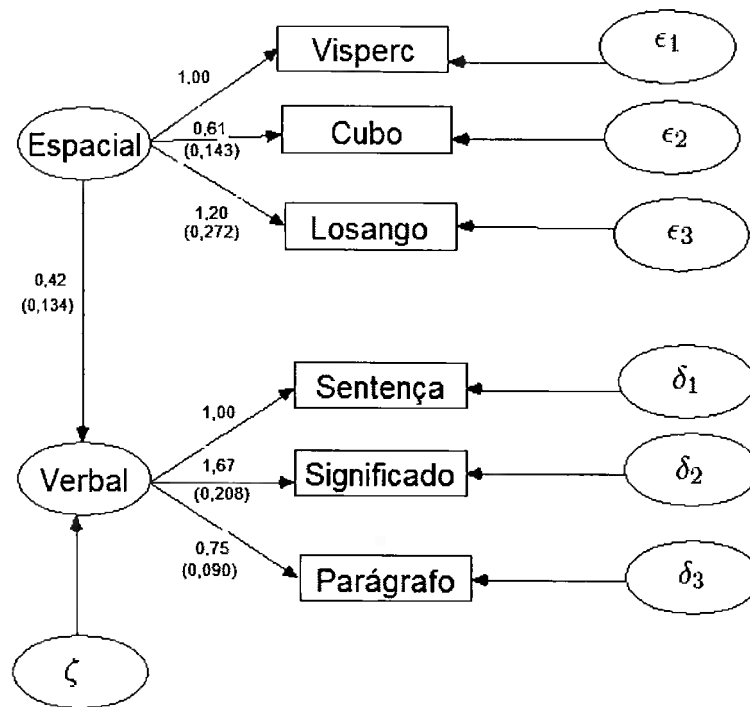 Visperc
ϵ1
1,00
Espacial
0,61
(0,143)
Cubo
ϵ2
1,20
(0,272)
Losango
ϵ3
0,42
(0,134)
Sentença
δ1
1,00
Verbal
1,67
(0,208)
Significado
δ2
0,75
(0,090)
Parágrafo
δ3
ζ